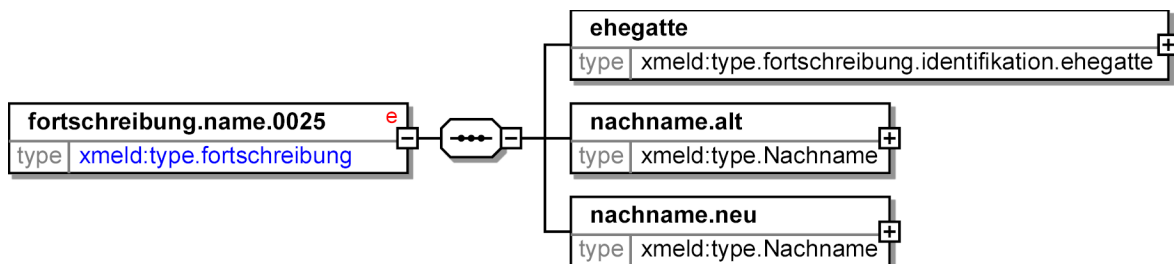 ehegatte
type xmeld:type.fortschreibung.identifikation.ehegatte
fortschreibung.name.0025 e
type xmeld:type.fortschreibung
nachname.alt
type xmeld:type.Nachname
nachname.neu
type xmeld:type.Nachname